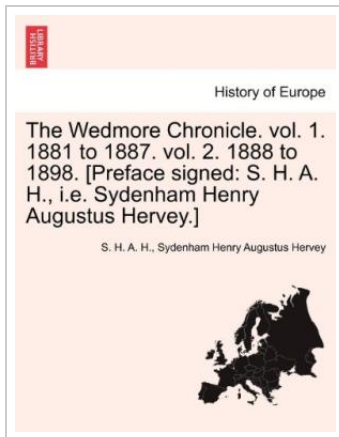 BRITISH
LIBRARY
History of Europe
The Wedmore Chronicle. vol. 1.
1881 to 1887. vol. 2. 1888 to
1898. [Preface signed: S. H. A.
H., i.e. Sydenham Henry
Augustus Hervey.]
S. H. A. H., Sydenham Henry Augustus Hervey